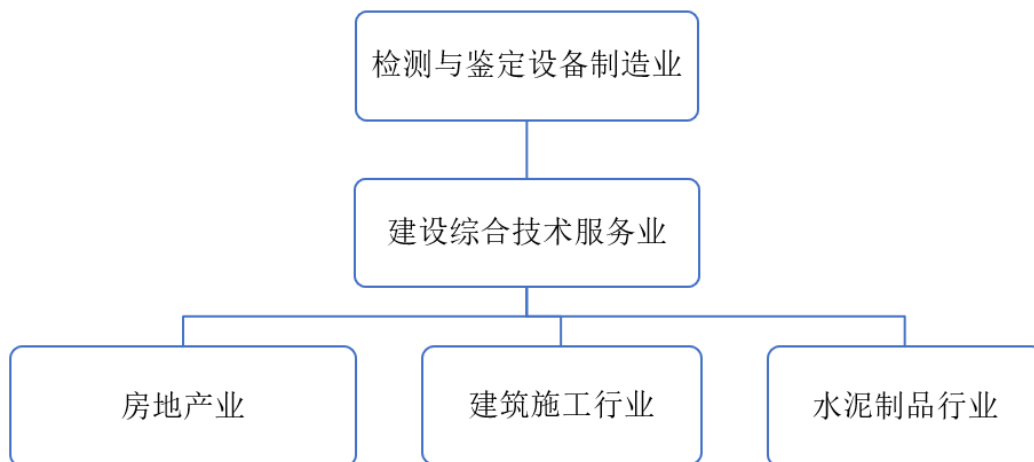 检测与鉴定设备制造业
建设综合技术服务业
房地产业
建筑施工行业
水泥制品行业